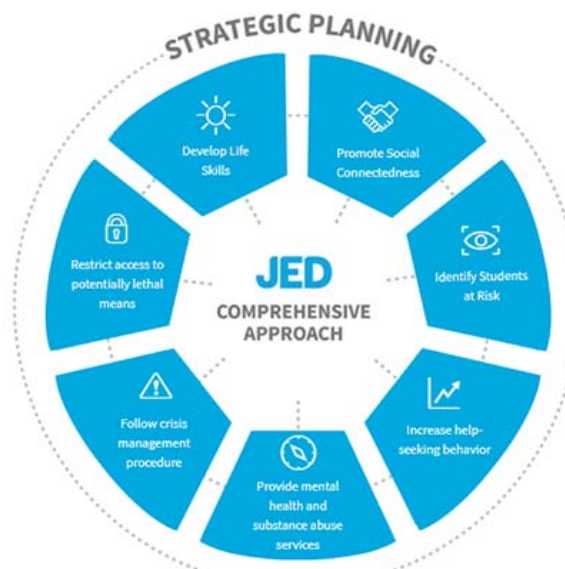 STRATEGIC PLANNING
Develop Life
Skills
Promote Social
Connectedness
Restrict access to
potentially lethal
means
JED
COMPREHENSIVE
APPROACH
Identify Students
at Risk
Follow crisis
management
procedure
Increase help-
seeking behavior
Provide mental
health and
substance abuse
services